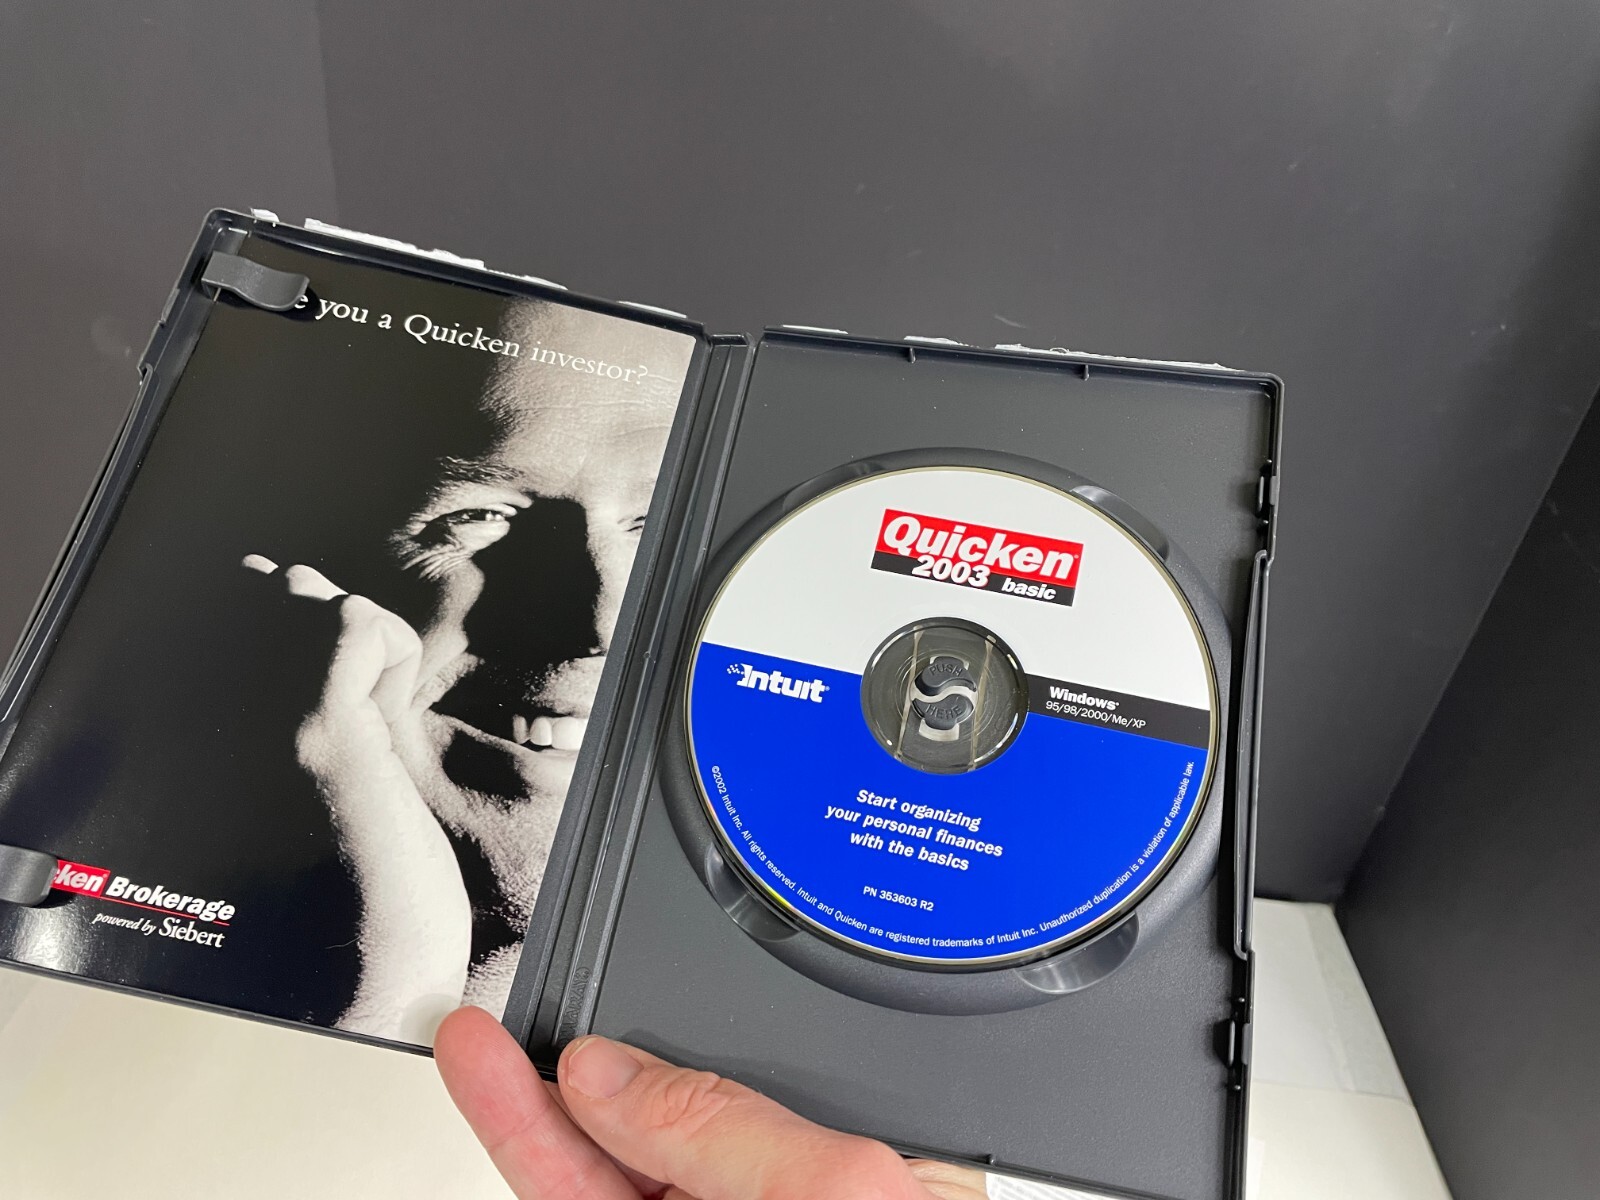 you a Quicken investor?
Brokerage
powered by Siebert
Quicken®
2003 basic
Intuit®
PUSH
HERE
Windows®
95/98/2000/Me/XP
Start organizing
your personal finances
with the basics
PN 353603 R2
©2002 Intuit Inc. All rights reserved. Intuit and Quicken are registered trademarks of Intuit Inc. Unauthorized duplication is a violation of applicable law.